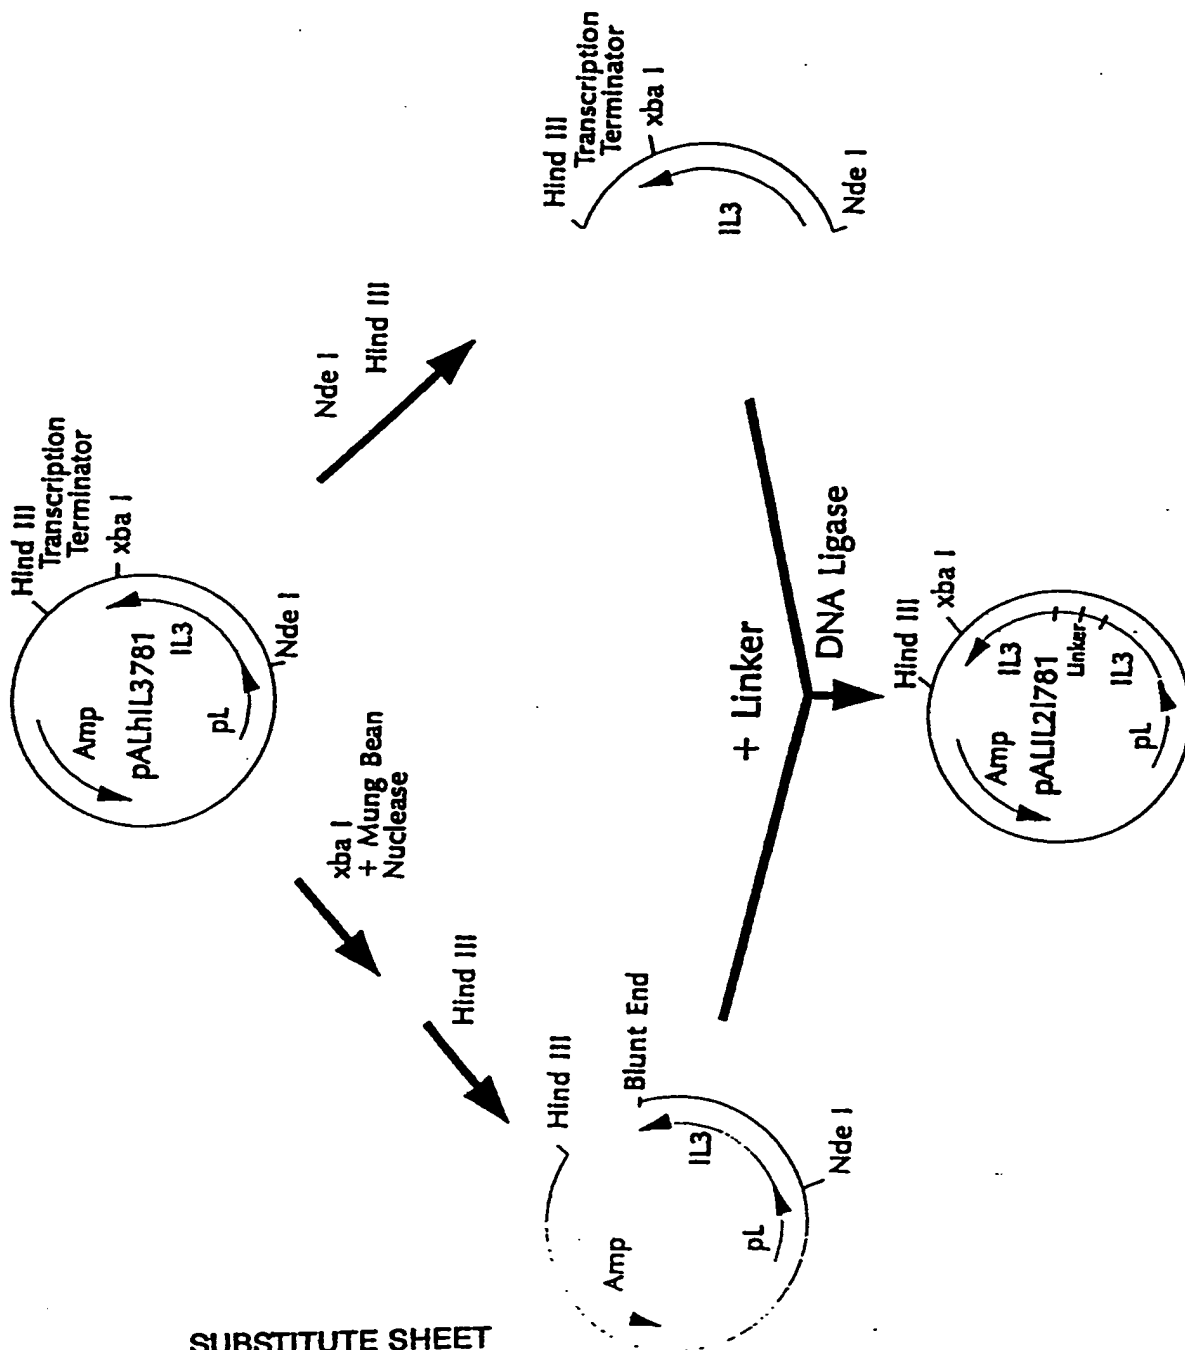 Hind III
Transcription
Terminator
xba I
Amp
pALhIL3781
IL3
pL
Nde I
xba I
+ Mung Bean
Nuclease
Hind III
Nde I
Hind III
Hind III
Blunt End
Amp
IL3
pL
Nde I
Hind III
Transcription
Terminator
xba I
IL3
Nde I
+ Linker
DNA Ligase
Hind III
xba I
Amp
IL3
pALIL2I781
Linker
IL3
pL
SUBSTITUTE SHEET